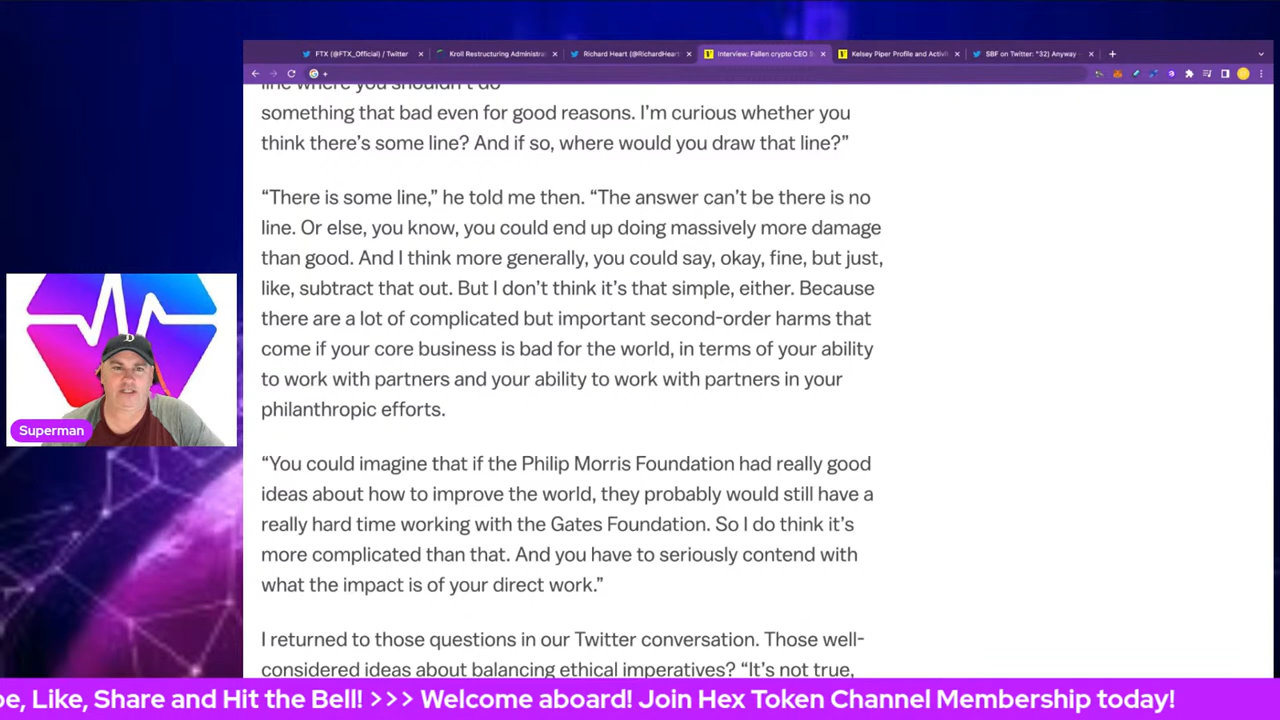 FTX (@FTX_Official) / Twitter
Kroll Restructuring Administra
Richard Heart (@RichardHeart
Interview: Fallen crypto CEO
Kelsey Piper Profile and Activi
SBF on Twitter: "32) Anyway
line where you shouldn't do
something that bad even for good reasons. I'm curious whether you
think there's some line? And if so, where would you draw that line?”
“There is some line,” he told me then. “The answer can't be there is no
line. Or else, you know, you could end up doing massively more damage
than good. And I think more generally, you could say, okay, fine, but just,
like, subtract that out. But I don't think it's that simple, either. Because
there are a lot of complicated but important second-order harms that
come if your core business is bad for the world, in terms of your ability
to work with partners and your ability to work with partners in your
philanthropic efforts.
“You could imagine that if the Philip Morris Foundation had really good
ideas about how to improve the world, they probably would still have a
really hard time working with the Gates Foundation. So I do think it's
more complicated than that. And you have to seriously contend with
what the impact is of your direct work.”
I returned to those questions in our Twitter conversation. Those well-
considered ideas about balancing ethical imperatives? “It's not true,
Superman
be, Like, Share and Hit the Bell! >>> Welcome aboard! Join Hex Token Channel Membership today!